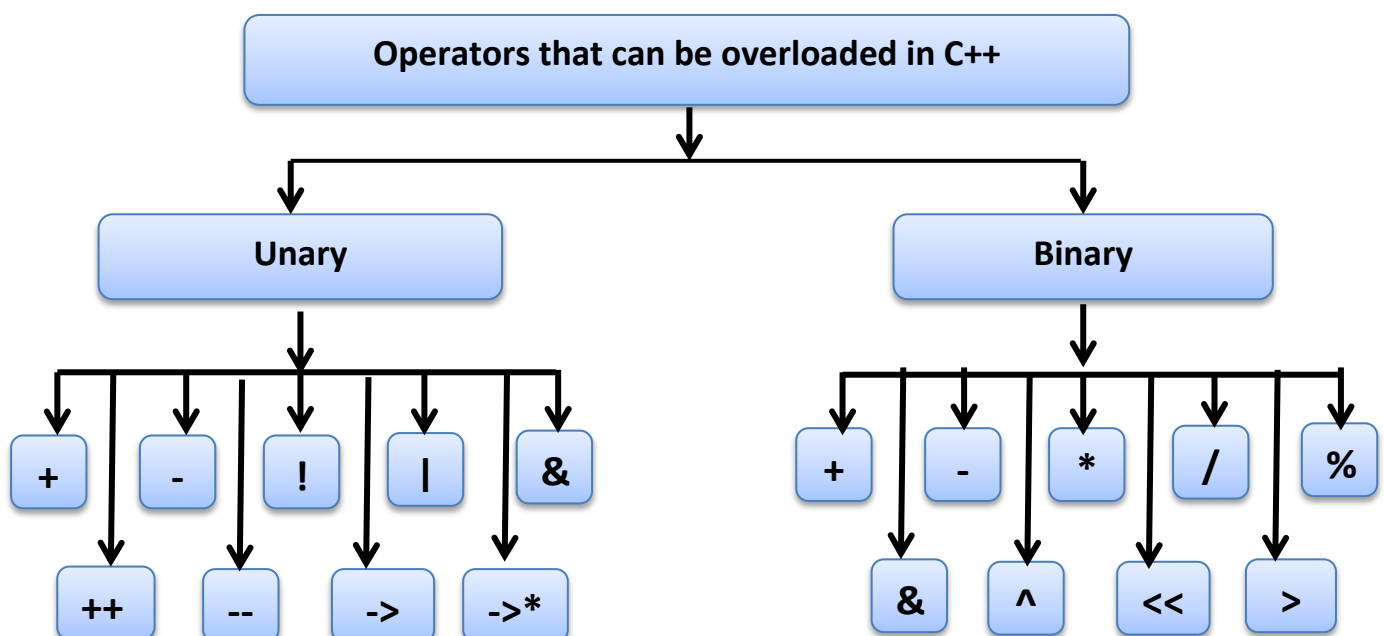 Operators that can be overloaded in C++
Unary
Binary
+ - ! | &
++ -- -> ->*
+ - * / %
& ^ << >